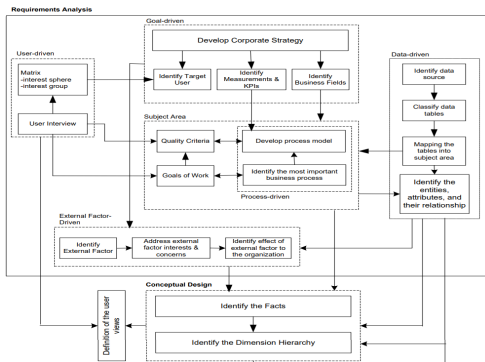 Requirements Analysis
Goal-driven
Develop Corporate Strategy
Identify Target
User
Identify
Measurements &
KPIs
Identify
Business Fields
User-driven
Matrix
-interest sphere
-interest group
User Interview
Data-driven
Identify data
source
Classify data
tables
Mapping the
tables into
subject area
Identify the
entities,
attributes, and
their relationship
Subject Area
Quality Criteria
Goals of Work
Develop process model
Identify the most important
business process
Process-driven
External Factor-
Driven
Identify
External Factor
Address external
factor interests &
concerns
Identify effect of
external factor to
the organization
Conceptual Design
Identify the Facts
Identify the Dimension Hierarchy
Definition of the user
views